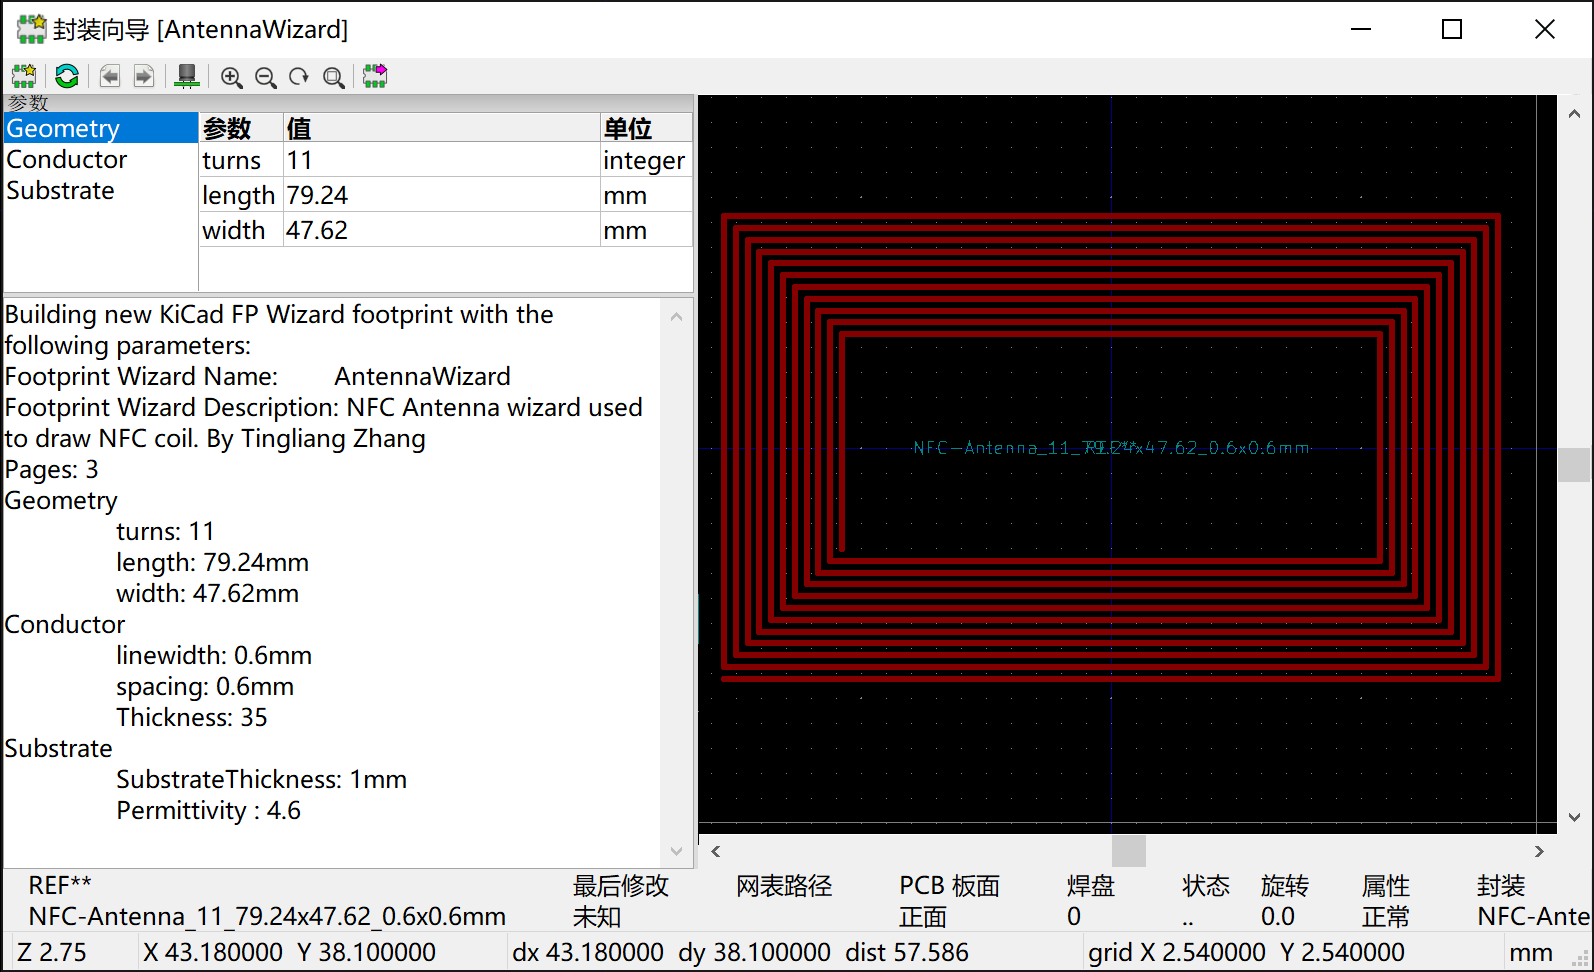 封装向导 [AntennaWizard]
参数
Geometry
Conductor
Substrate
参数 值 单位
turns 11 integer
length 79.24 mm
width 47.62 mm
Building new KiCad FP Wizard footprint with the
following parameters:
Footprint Wizard Name: AntennaWizard
Footprint Wizard Description: NFC Antenna wizard used
to draw NFC coil. By Tingliang Zhang
Pages: 3
Geometry
turns: 11
length: 79.24mm
width: 47.62mm
Conductor
linewidth: 0.6mm
spacing: 0.6mm
Thickness: 35
Substrate
SubstrateThickness: 1mm
Permittivity : 4.6
NFC-Antenna_11_79.24x47.62_0.6x0.6mm
REF**
REF** 最后修改 网表路径 PCB 板面 焊盘 状态 旋转 属性 封装
NFC-Antenna_11_79.24x47.62_0.6x0.6mm 未知 正面 0 .. 0.0 正常 NFC-Ante
Z 2.75 X 43.180000 Y 38.100000 dx 43.180000 dy 38.100000 dist 57.586 grid X 2.540000 Y 2.540000 mm